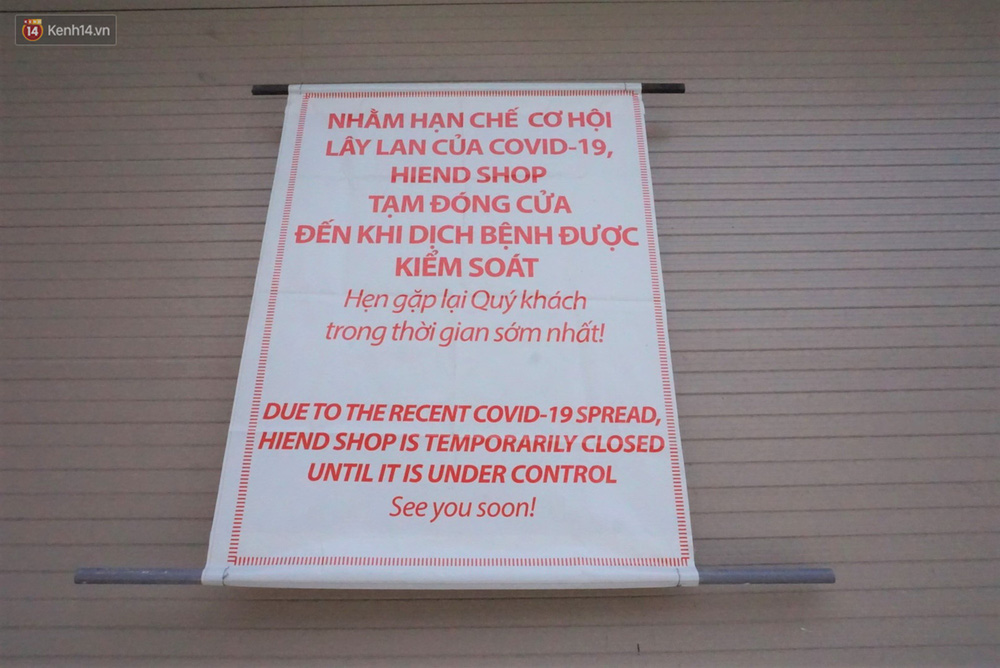 14 Kenh14.vn
NHẰM HẠN CHẾ CƠ HỘI
LÂY LAN CỦA COVID-19,
HIEND SHOP
TẠM ĐÓNG CỬA
ĐẾN KHI DỊCH BỆNH ĐƯỢC
KIỂM SOÁT
Hẹn gặp lại Quý khách
trong thời gian sớm nhất!
DUE TO THE RECENT COVID-19 SPREAD,
HIEND SHOP IS TEMPORARILY CLOSED
UNTIL IT IS UNDER CONTROL
See you soon!